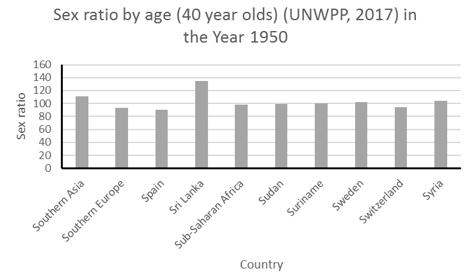 Sex ratio by age (40 year olds) (UNWPP, 2017) in
the Year 1950
160
140
120
100
80
60
40
20
0
Sex ratio
Southern Asia
Southern Europe
Spain
Sri Lanka
Sub-Saharan Africa
Sudan
Suriname
Sweden
Switzerland
Syria
Country